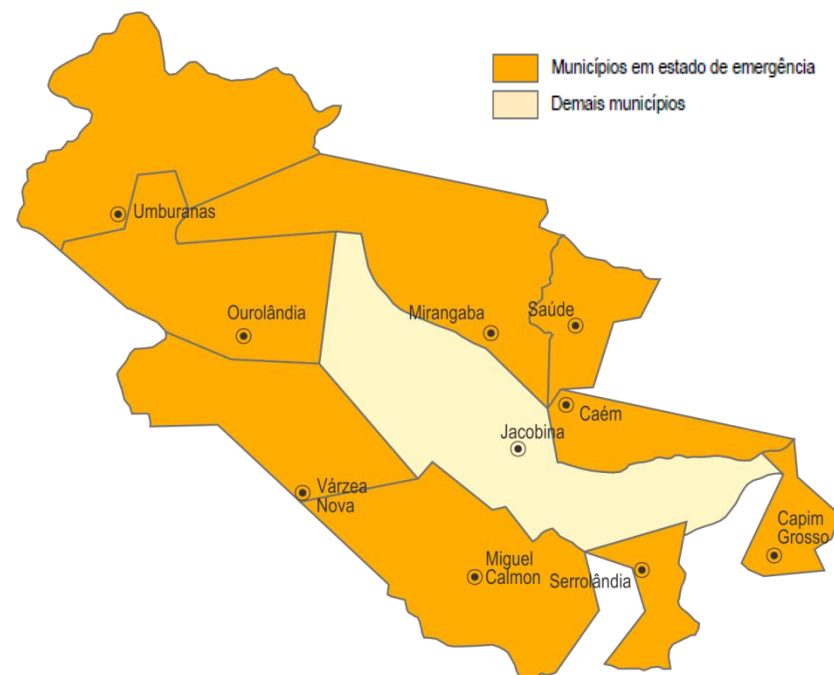 Municípios em estado de emergência
Demais municípios
Umburanas
Ourolândia
Mirangaba
Saúde
Caém
Jacobina
Várzea
Nova
Miguel
Calmon
Serrolândia
Capim
Grosso